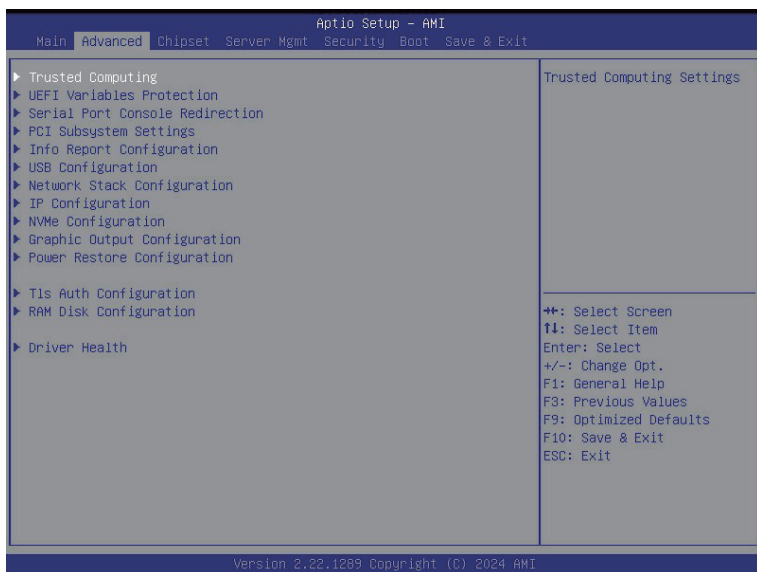 Aptio Setup – AMI
Main Advanced Chipset Server Mgmt Security Boot Save & Exit
Trusted Computing
UEFI Variables Protection
Serial Port Console Redirection
PCI Subsystem Settings
Info Report Configuration
USB Configuration
Network Stack Configuration
IP Configuration
NVMe Configuration
Graphic Output Configuration
Power Restore Configuration
Tls Auth Configuration
RAM Disk Configuration
Driver Health
Trusted Computing Settings
→←: Select Screen
↑↓: Select Item
Enter: Select
+/-: Change Opt.
F1: General Help
F3: Previous Values
F9: Optimized Defaults
F10: Save & Exit
ESC: Exit
Version 2.22.1289 Copyright (C) 2024 AMI